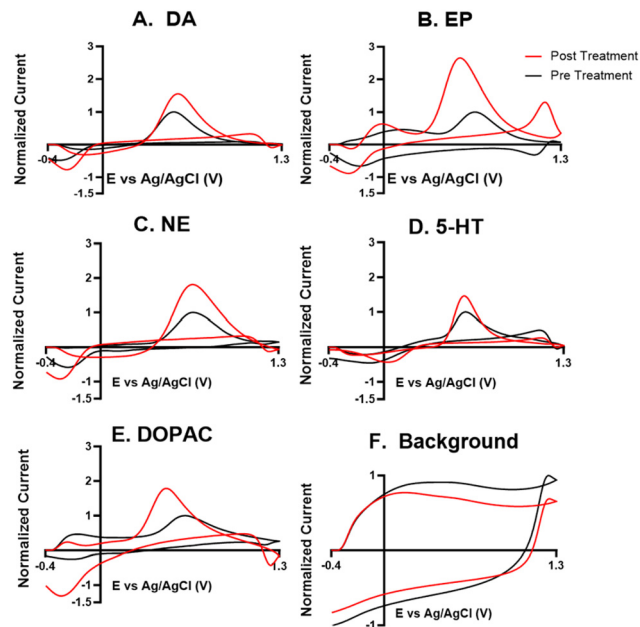 A. DA
3
2
1
-1
-1.5
-0.4
1.3
Normalized Current
E vs Ag/AgCl (V)
B. EP
3
2
1
-1
-1.5
-0.4
1.3
Normalized Current
E vs Ag/AgCl (V)
Post Treatment
Pre Treatment
C. NE
3
2
1
-1
-1.5
-0.4
1.3
Normalized Current
E vs Ag/AgCl (V)
D. 5-HT
3
2
1
-1
-1.5
-0.4
1.3
Normalized Current
E vs Ag/AgCl (V)
E. DOPAC
3
2
1
-1
-1.5
-0.4
1.3
Normalized Current
E vs Ag/AgCl (V)
F. Background
1
-1
-0.4
1.3
Normalized Current
E vs Ag/AgCl (V)